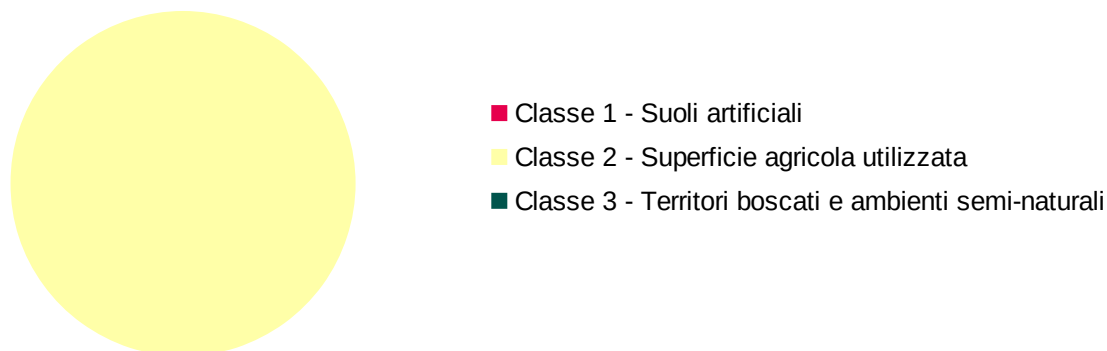 Classe 1 - Suoli artificiali
Classe 2 - Superficie agricola utilizzata
Classe 3 - Territori boscati e ambienti semi-naturali